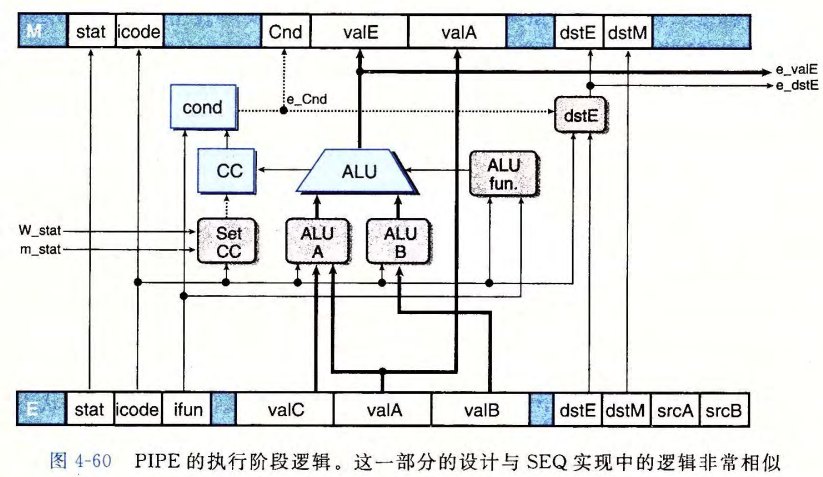 M stat icode Cnd valE valA dstE dstM
e_valE
e_dstE
cond e_Cnd dstE
CC ALU ALU fun.
W_stat
m_stat
Set CC ALU A ALU B
E stat icode ifun valC valA valB dstE dstM srcA srcB
图 4-60 PIPE 的执行阶段逻辑。这一部分的设计与 SEQ 实现中的逻辑非常相似